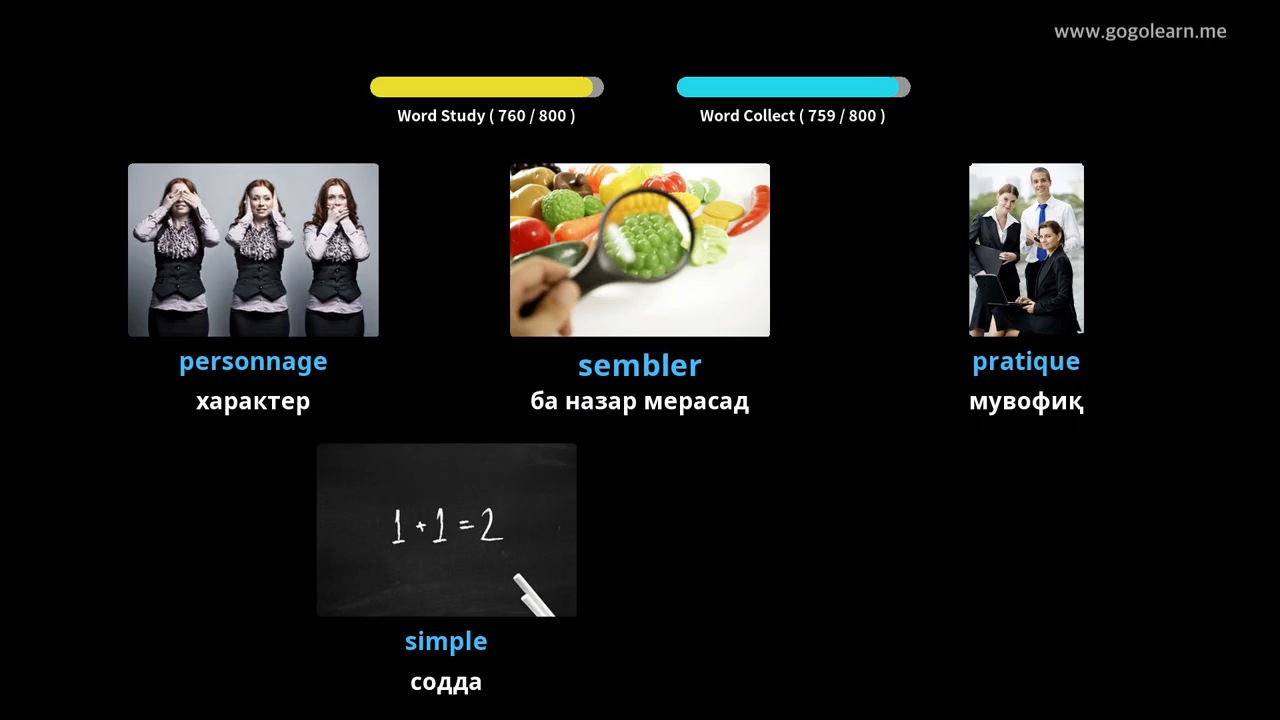 www.gogolearn.me
Word Study ( 760 / 800 )
Word Collect ( 759 / 800 )
personnage
характер
sembler
ба назар мерасад
pratique
мувофиқ
1 + 1 = 2
simple
содда